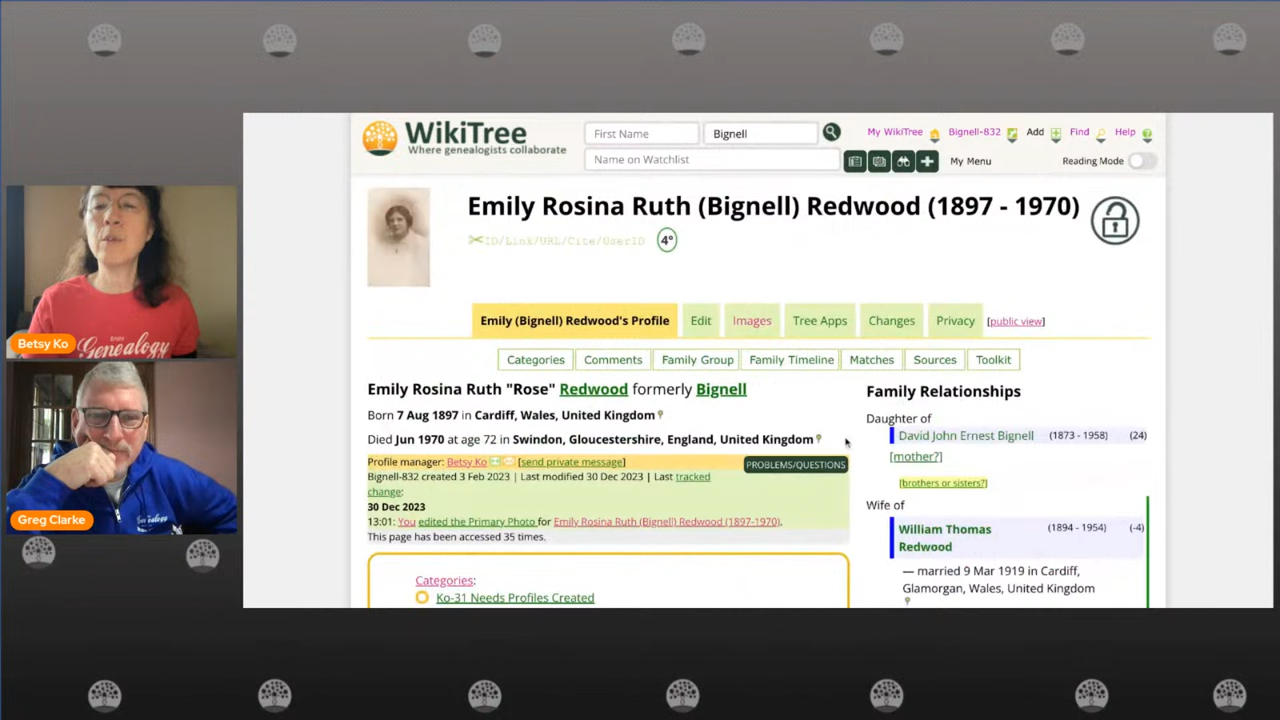 WikiTree
Where genealogists collaborate
First Name
Bignell
My WikiTree
Bignell-832
Add
Find
Help
Name on Watchlist
My Menu
Reading Mode
Emily Rosina Ruth (Bignell) Redwood (1897 - 1970)
ID/Link/URL/Cite/UserID
4°
Emily (Bignell) Redwood's Profile
Edit
Images
Tree Apps
Changes
Privacy
[public view]
Categories
Comments
Family Group
Family Timeline
Matches
Sources
Toolkit
Emily Rosina Ruth "Rose" Redwood formerly Bignell
Born 7 Aug 1897 in Cardiff, Wales, United Kingdom
Died Jun 1970 at age 72 in Swindon, Gloucestershire, England, United Kingdom
Profile manager: Betsy Ko [send private message]
PROBLEMS/QUESTIONS
Bignell-832 created 3 Feb 2023 | Last modified 30 Dec 2023 | Last tracked
change:
30 Dec 2023
13:01: You edited the Primary Photo for Emily Rosina Ruth (Bignell) Redwood (1897-1970).
This page has been accessed 35 times.
Categories:
Ko-31 Needs Profiles Created
Family Relationships
Daughter of
David John Ernest Bignell (1873 - 1958) (24)
[mother?]
[brothers or sisters?]
Wife of
William Thomas (1894 - 1954) (-4)
Redwood
— married 9 Mar 1919 in Cardiff,
Glamorgan, Wales, United Kingdom
Genealogy
Betsy Ko
Greg Clarke